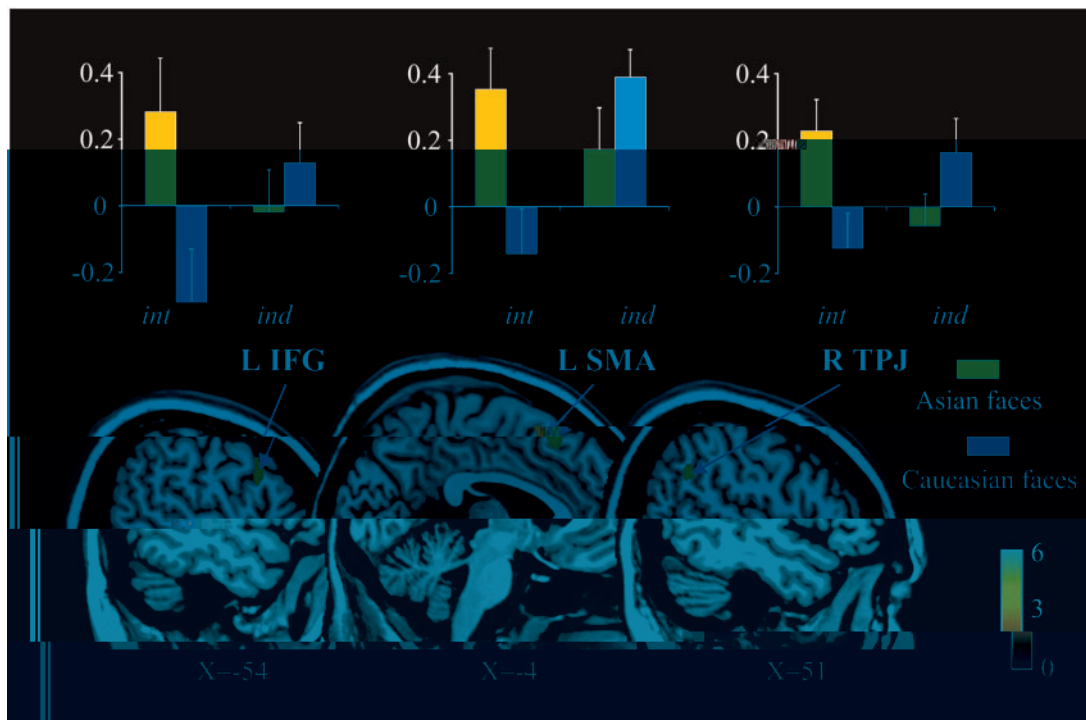 0.4
0.2
0
-0.2
int ind
0.4
0.2
0
-0.2
int ind
0.4
0.2
0
-0.2
int ind
L IFG L SMA R TPJ
Asian faces
Caucasian faces
6
3
0
X=-54 X=-4 X=51